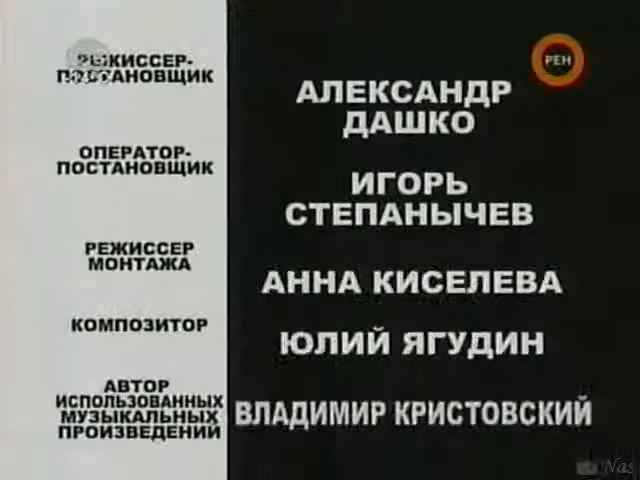 РЕЖИССЕР-
ПОСТАНОВЩИК
АЛЕКСАНДР
ДАШКО
ОПЕРАТОР-
ПОСТАНОВЩИК
ИГОРЬ
СТЕПАНЫЧЕВ
РЕЖИССЕР
МОНТАЖА
АННА КИСЕЛЕВА
КОМПОЗИТОР
ЮЛИЙ ЯГУДИН
АВТОР
ИСПОЛЬЗОВАННЫХ
МУЗЫКАЛЬНЫХ
ПРОИЗВЕДЕНИЙ
ВЛАДИМИР КРИСТОВСКИЙ
РЕН
Nas